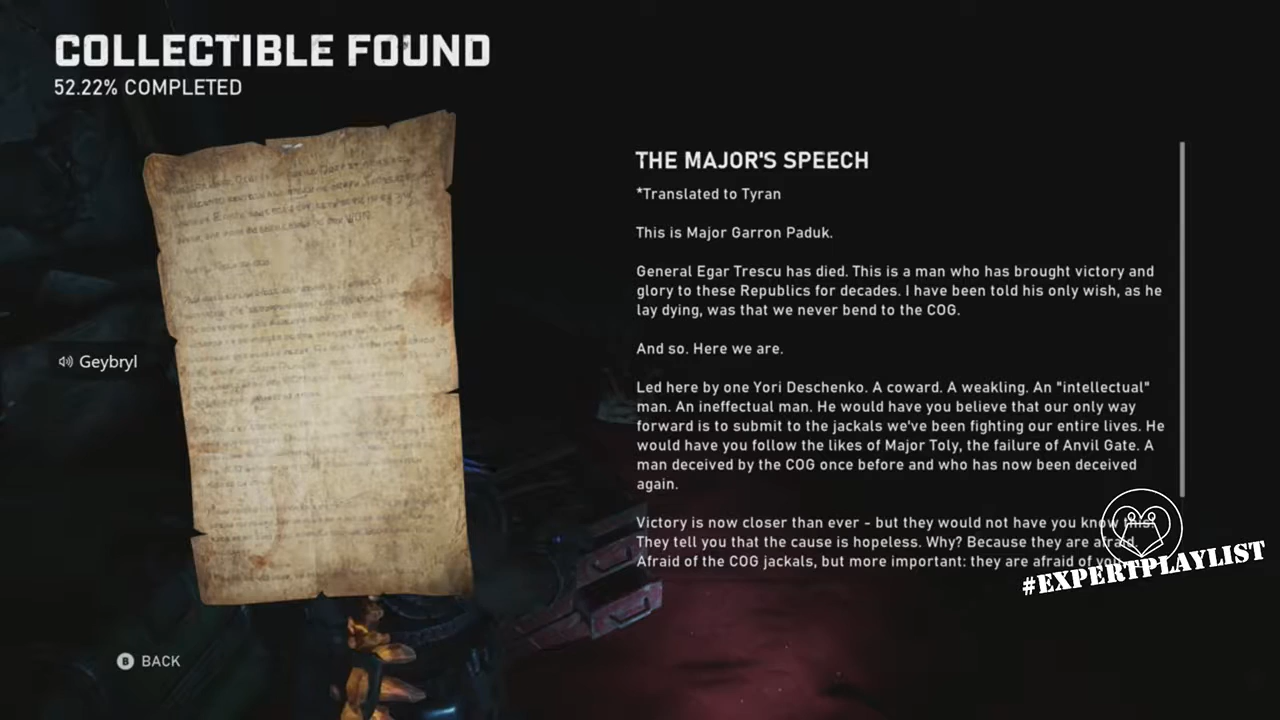 COLLECTIBLE FOUND
52.22% COMPLETED
THE MAJOR'S SPEECH
*Translated to Tyran
This is Major Garron Paduk.
General Egar Trescu has died. This is a man who has brought victory and
glory to these Republics for decades. I have been told his only wish, as he
lay dying, was that we never bend to the COG.
And so. Here we are.
Led here by one Yori Deschenko. A coward. A weakling. An "intellectual"
man. An ineffectual man. He would have you believe that our only way
forward is to submit to the jackals we've been fighting our entire lives. He
would have you follow the likes of Major Toly, the failure of Anvil Gate. A
man deceived by the COG once before and who has now been deceived
again.
Victory is now closer than ever - but they would not have you know this.
They tell you that the cause is hopeless. Why? Because they are afraid.
Afraid of the COG jackals, but more important: they are afraid of you.
Geybryl
#EXPERTPLAYLIST
B BACK